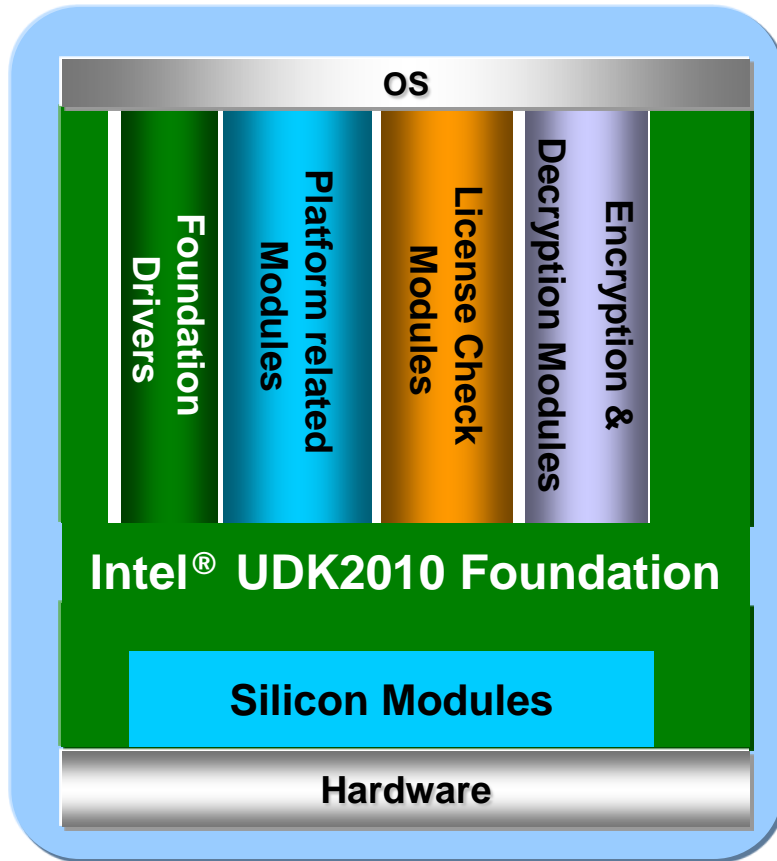 OS
Foundation
Drivers
Platform related
Modules
License Check
Modules
Encryption &
Decryption Modules
Intel® UDK2010 Foundation
Silicon Modules
Hardware